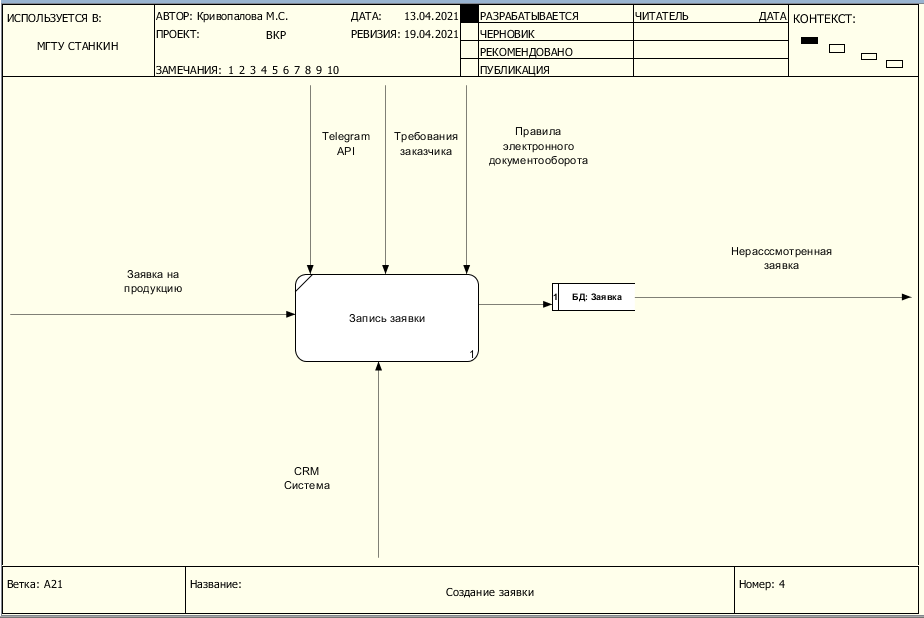 ИСПОЛЬЗУЕТСЯ В:
МГТУ СТАНКИН
АВТОР: Кривопалова М.С.
ДАТА: 13.04.2021
ПРОЕКТ: ВКР
РЕВИЗИЯ: 19.04.2021
ЗАМЕЧАНИЯ: 1 2 3 4 5 6 7 8 9 10
РАЗРАБАТЫВАЕТСЯ
ЧЕРНОВИК
РЕКОМЕНДОВАНО
ПУБЛИКАЦИЯ
ЧИТАТЕЛЬ ДАТА
КОНТЕКСТ:
Telegram
API
Требования
заказчика
Правила
электронного
документооборота
Заявка на
продукцию
Запись заявки
1
1 БД: Заявка
Нерасссмотренная
заявка
CRM
Система
Ветка: A21
Название:
Создание заявки
Номер: 4